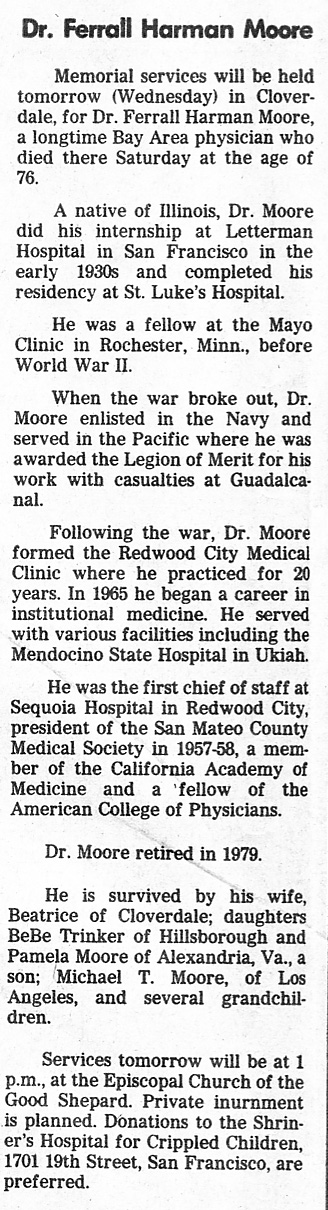 Dr. Ferrall Harman Moore
Memorial services will be held
tomorrow (Wednesday) in Clover-
dale, for Dr. Ferrall Harman Moore,
a longtime Bay Area physician who
died there Saturday at the age of
76.
A native of Illinois, Dr. Moore
did his internship at Letterman
Hospital in San Francisco in the
early 1930s and completed his
residency at St. Luke's Hospital.
He was a fellow at the Mayo
Clinic in Rochester, Minn., before
World War II.
When the war broke out, Dr.
Moore enlisted in the Navy and
served in the Pacific where he was
awarded the Legion of Merit for his
work with casualties at Guadalca-
nal.
Following the war, Dr. Moore
formed the Redwood City Medical
Clinic where he practiced for 20
years. In 1965 he began a career in
institutional medicine. He served
with various facilities including the
Mendocino State Hospital in Ukiah.
He was the first chief of staff at
Sequoia Hospital in Redwood City,
president of the San Mateo County
Medical Society in 1957-58, a mem-
ber of the California Academy of
Medicine and a fellow of the
American College of Physicians.
Dr. Moore retired in 1979.
He is survived by his wife,
Beatrice of Cloverdale; daughters
BeBe Trinker of Hillsborough and
Pamela Moore of Alexandria, Va., a
son; Michael T. Moore, of Los
Angeles, and several grandchil-
dren.
Services tomorrow will be at 1
p.m., at the Episcopal Church of the
Good Shepard. Private inurnment
is planned. Donations to the Shrin-
er's Hospital for Crippled Children,
1701 19th Street, San Francisco, are
preferred.